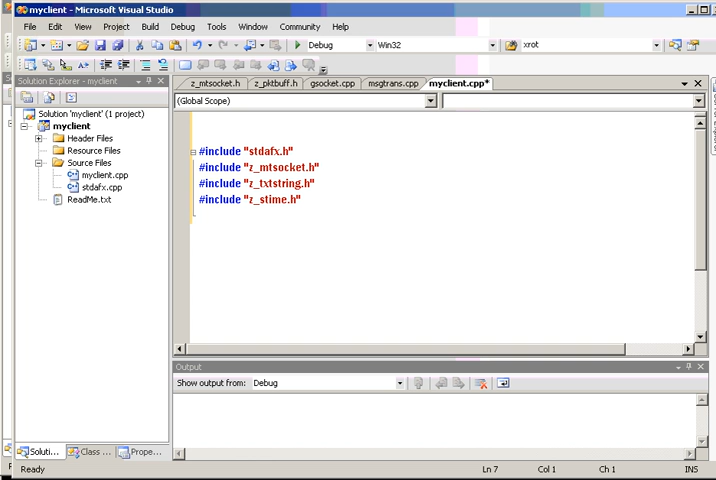 myclient - Microsoft Visual Studio
File Edit View Project Build Debug Tools Window Community Help
Debug Win32 xrot
Solution Explorer - myclient
z_mtsocket.h z_pktbuff.h gsocket.cpp msgtrans.cpp myclient.cpp*
(Global Scope)
Solution 'myclient' (1 project)
myclient
Header Files
Resource Files
Source Files
myclient.cpp
stdafx.cpp
ReadMe.txt
#include "stdafx.h"
#include "z_mtsocket.h"
#include "z_txtstring.h"
#include "z_stime.h"
Output
Show output from: Debug
Soluti... Class ... Prope...
Ready Ln 7 Col 1 Ch 1 INS